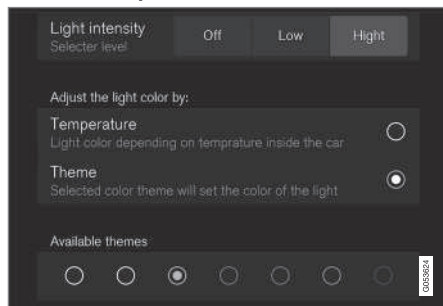 Light intensity
Selecter level
Off
Low
Hight
Adjust the light color by:
Temperature
Light color depending on temprature inside the car
Theme
Selected color theme will set the color of the light
Available themes
G053624